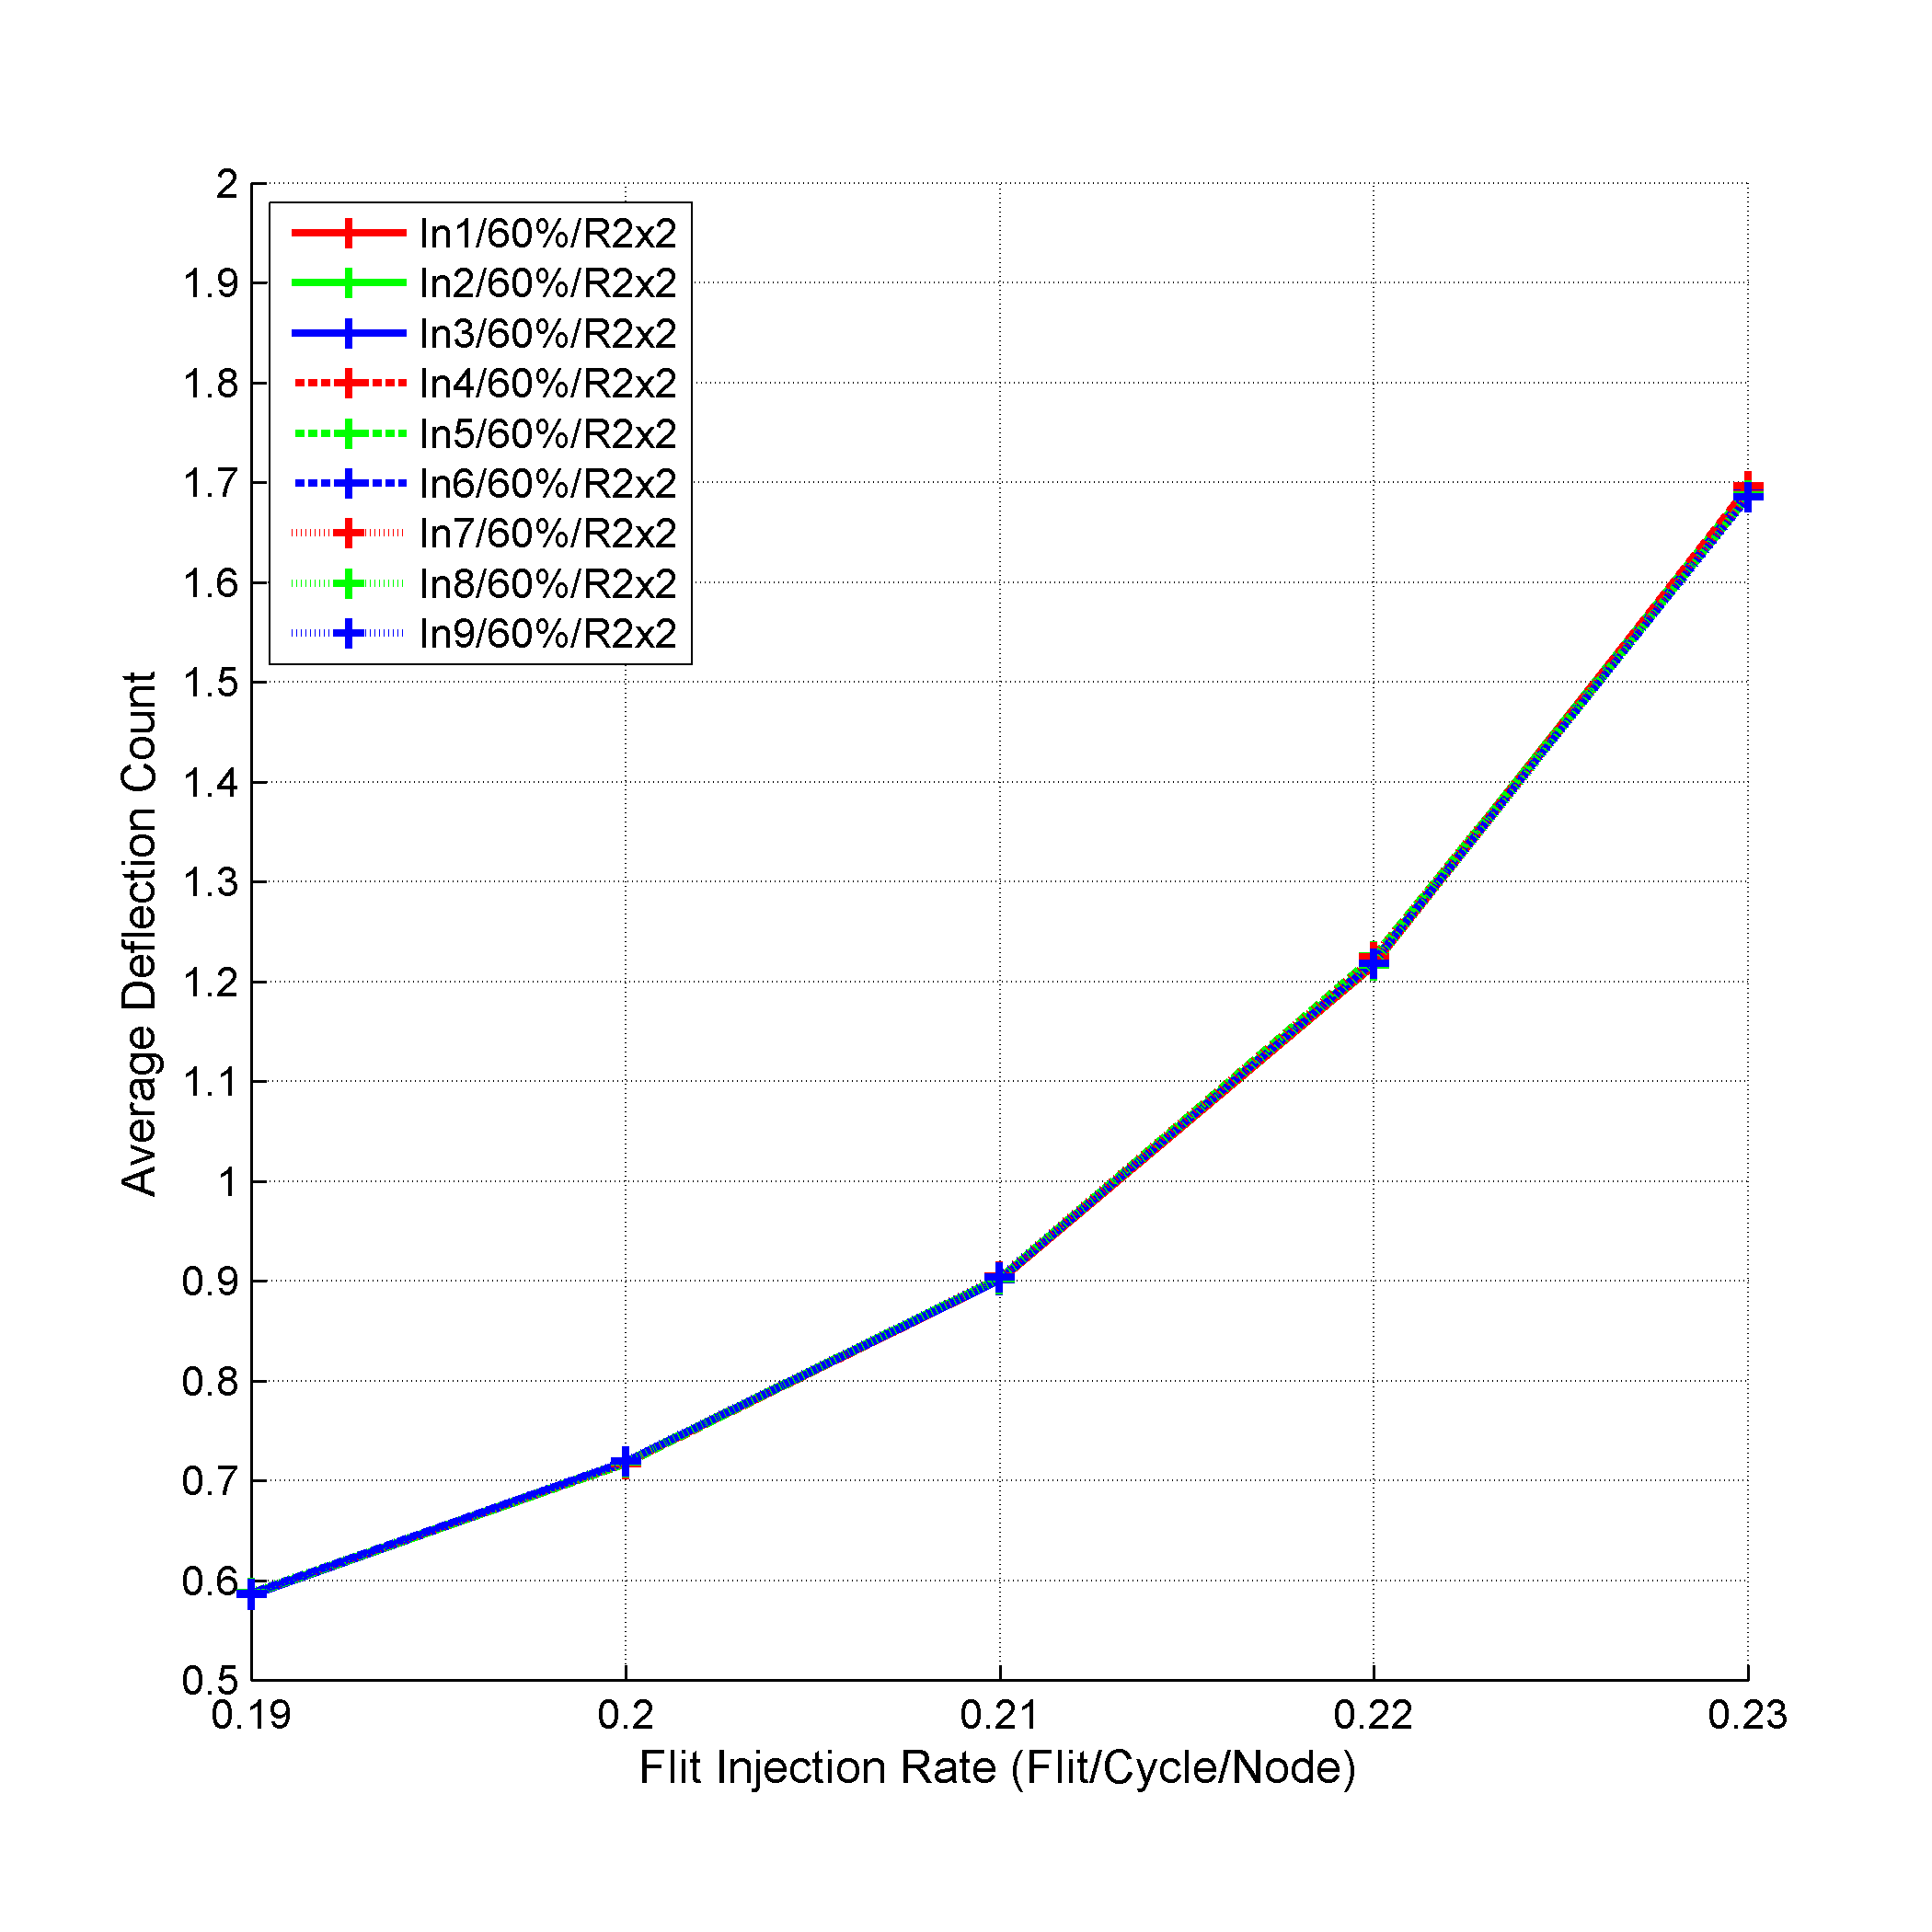 2
1.9
1.8
1.7
1.6
1.5
1.4
1.3
1.2
1.1
1
0.9
0.8
0.7
0.6
0.5
In1/60%/R2x2
In2/60%/R2x2
In3/60%/R2x2
In4/60%/R2x2
In5/60%/R2x2
In6/60%/R2x2
In7/60%/R2x2
In8/60%/R2x2
In9/60%/R2x2
Average Deflection Count
0.19 0.2 0.21 0.22 0.23
Flit Injection Rate (Flit/Cycle/Node)